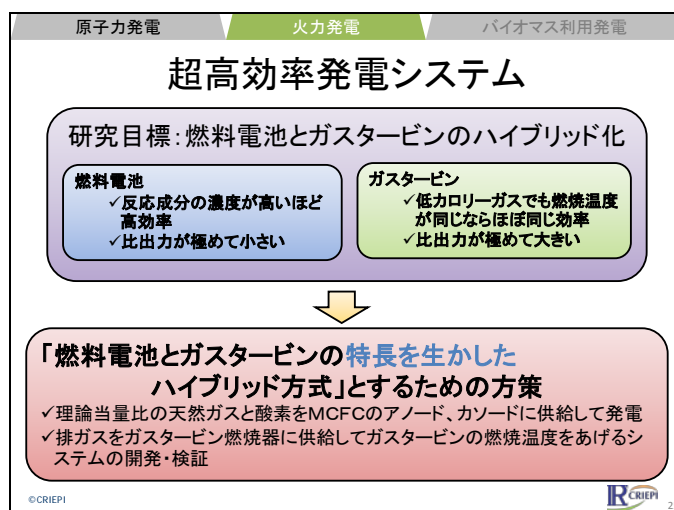 原子力発電
火力発電
バイオマス利用発電
超高効率発電システム
研究目標:燃料電池とガスタービンのハイブリッド化
燃料電池
✓反応成分の濃度が高いほど
高効率
✓比出力が極めて小さい
ガスタービン
✓低カロリーガスでも燃焼温度
が同じならほぼ同じ効率
✓比出力が極めて大きい
「燃料電池とガスタービンの特長を生かした
ハイブリッド方式」とするための方策
✓理論当量比の天然ガスと酸素をMCFCのアノード、カソードに供給して発電
✓排ガスをガスタービン燃焼器に供給してガスタービンの燃焼温度をあげるシ
ステムの開発・検証
©CRIEPI
R CRIEPI
2